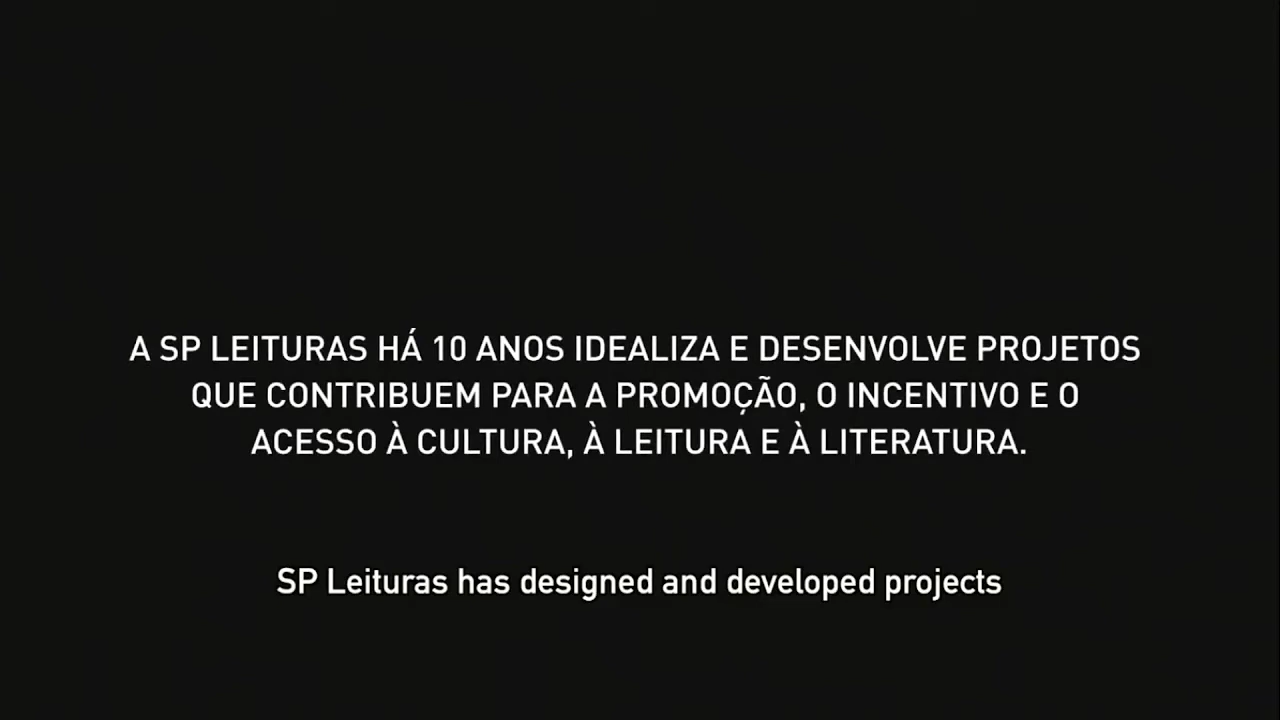 A SP LEITURAS HÁ 10 ANOS IDEALIZA E DESENVOLVE PROJETOS
QUE CONTRIBUEM PARA A PROMOÇÃO, O INCENTIVO E O
ACESSO À CULTURA, À LEITURA E À LITERATURA.
SP Leituras has designed and developed projects